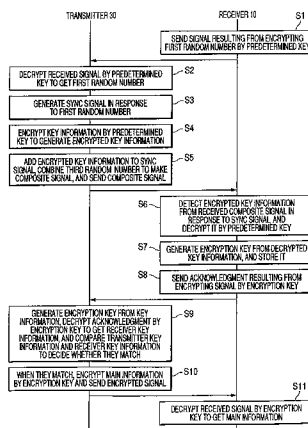 TRANSMITTER 30
RECEIVER 10
S1
SEND SIGNAL RESULTING FROM ENCRYPTING
FIRST RANDOM NUMBER BY PREDETERMINED KEY
S2
DECRYPT RECEIVED SIGNAL BY PREDETERMINED
KEY TO GET FIRST RANDOM NUMBER
S3
GENERATE SYNC SIGNAL IN RESPONSE
TO FIRST RANDOM NUMBER
S4
ENCRYPT KEY INFORMATION BY PREDETERMINED
KEY TO GENERATE ENCRYPTED KEY INFORMATION
S5
ADD ENCRYPTED KEY INFORMATION TO SYNC
SIGNAL, COMBINE THIRD RANDOM NUMBER TO MAKE
COMPOSITE SIGNAL, AND SEND COMPOSITE SIGNAL
S6
DETECT ENCRYPTED KEY INFORMATION
FROM RECEIVED COMPOSITE SIGNAL IN
RESPONSE TO SYNC SIGNAL, AND
DECRYPT IT BY PREDETERMINED KEY
S7
GENERATE ENCRYPTION KEY FROM DECRYPTED
KEY INFORMATION, AND STORE IT
S8
SEND ACKNOWLEDGMENT RESULTING FROM
ENCRYPTING SIGNAL BY ENCRYPTION KEY
S9
GENERATE ENCRYPTION KEY FROM KEY
INFORMATION, DECRYPT ACKNOWLEDGMENT BY
ENCRYPTION KEY TO GET RECEIVER KEY
INFORMATION, AND COMPARE TRANSMITTER KEY
INFORMATION AND RECEIVER KEY INFORMATION
TO DECIDE WHETHER THEY MATCH
S10
WHEN THEY MATCH, ENCRYPT MAIN INFORMATION
BY ENCRYPTION KEY AND SEND ENCRYPTED SIGNAL
S11
DECRYPT RECEIVED SIGNAL BY ENCRYPTION
KEY TO GET MAIN INFORMATION